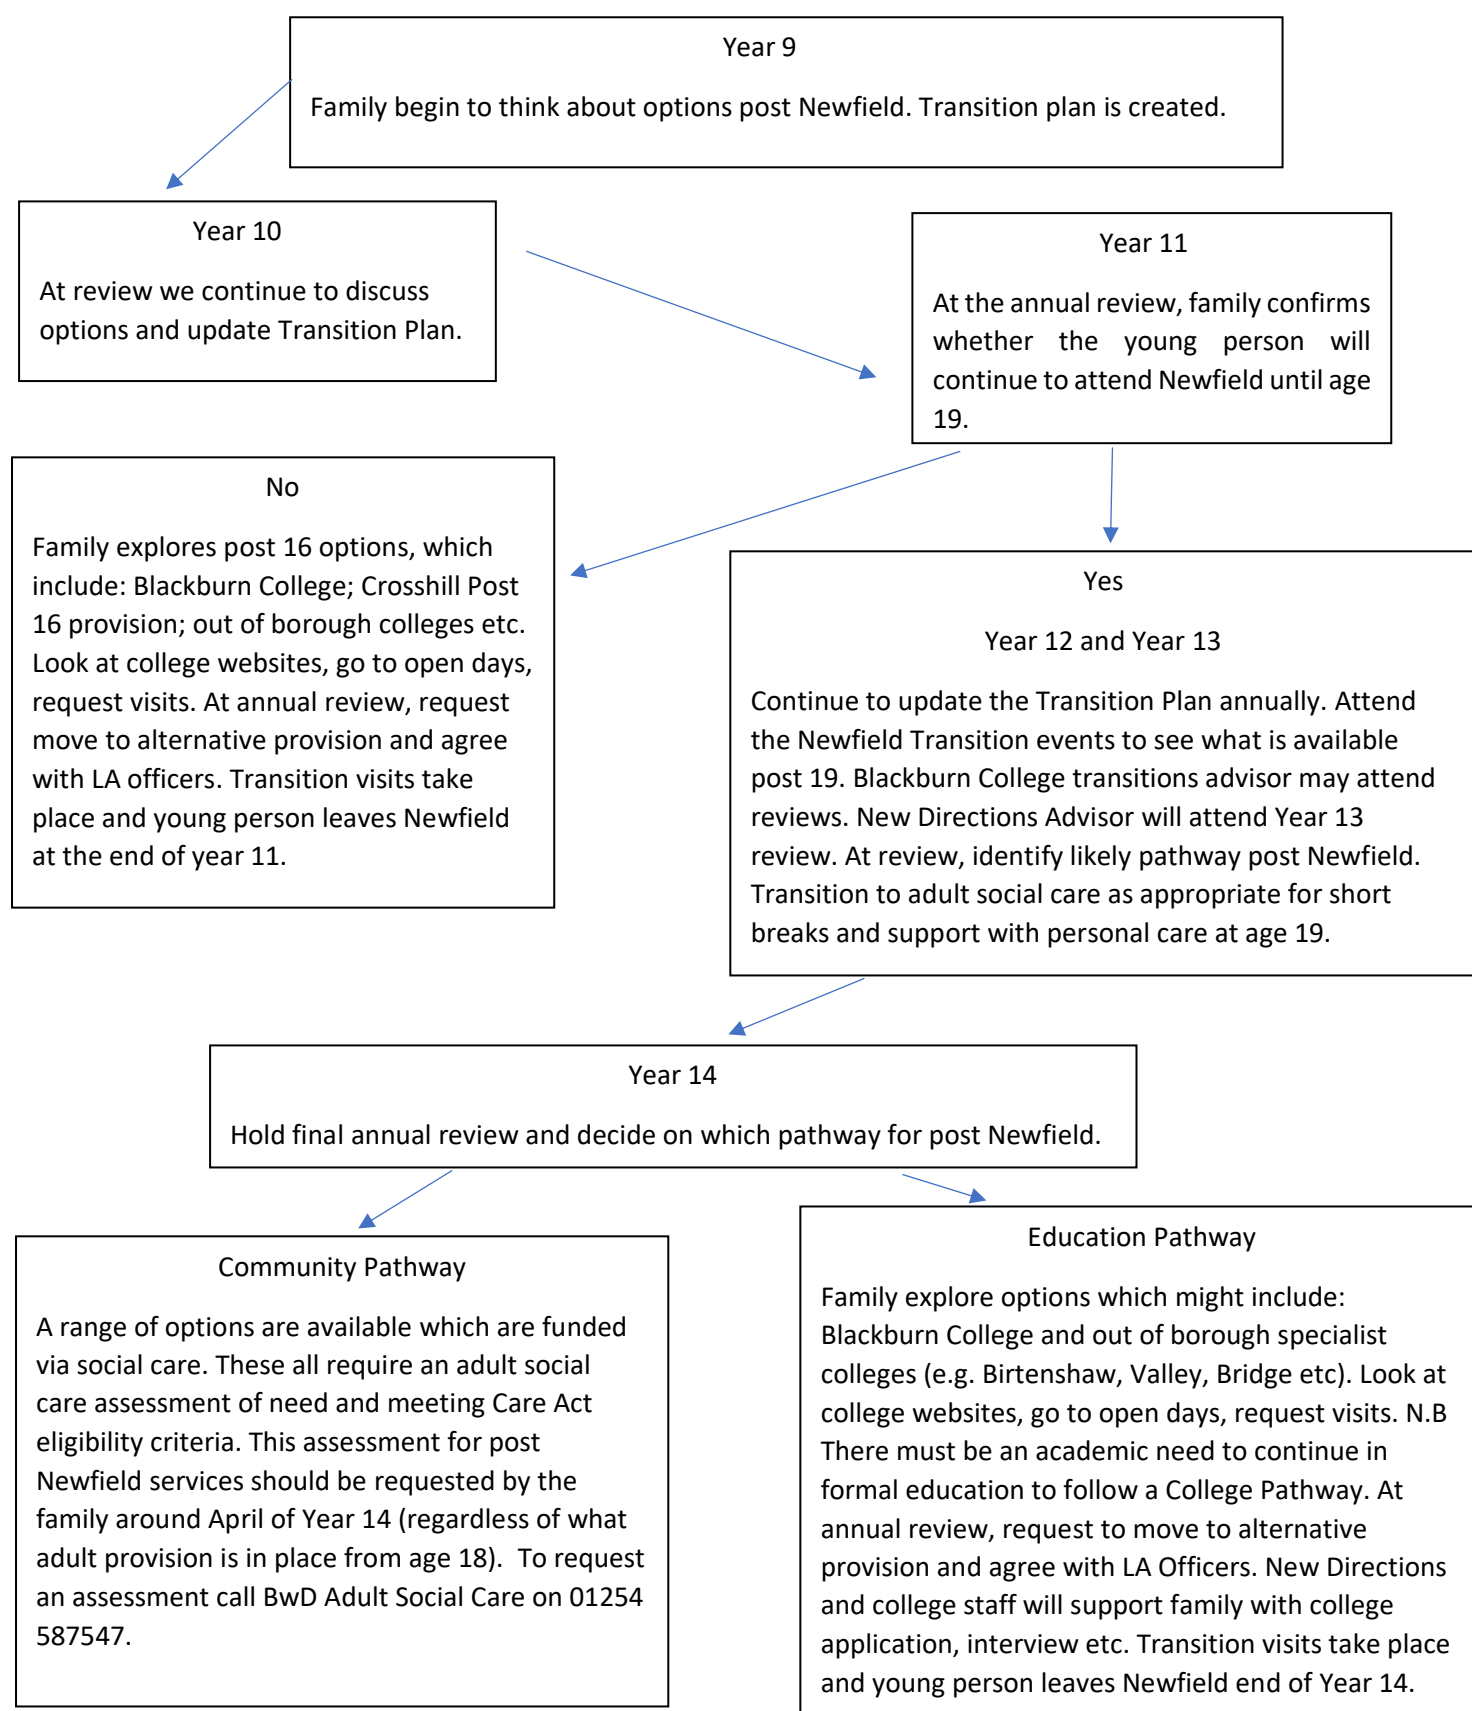 Year 9
Family begin to think about options post Newfield. Transition plan is created.
Year 10
At review we continue to discuss
options and update Transition Plan.
Year 11
At the annual review, family confirms
whether the young person will
continue to attend Newfield until age
19.
No
Family explores post 16 options, which
include: Blackburn College; Crosshill Post
16 provision; out of borough colleges etc.
Look at college websites, go to open days,
request visits. At annual review, request
move to alternative provision and agree
with LA officers. Transition visits take
place and young person leaves Newfield
at the end of year 11.
Yes
Year 12 and Year 13
Continue to update the Transition Plan annually. Attend
the Newfield Transition events to see what is available
post 19. Blackburn College transitions advisor may attend
reviews. New Directions Advisor will attend Year 13
review. At review, identify likely pathway post Newfield.
Transition to adult social care as appropriate for short
breaks and support with personal care at age 19.
Year 14
Hold final annual review and decide on which pathway for post Newfield.
Community Pathway
A range of options are available which are funded
via social care. These all require an adult social
care assessment of need and meeting Care Act
eligibility criteria. This assessment for post
Newfield services should be requested by the
family around April of Year 14 (regardless of what
adult provision is in place from age 18).  To request
an assessment call BwD Adult Social Care on 01254
587547.
Education Pathway
Family explore options which might include:
Blackburn College and out of borough specialist
colleges (e.g. Birtenshaw, Valley, Bridge etc). Look at
college websites, go to open days, request visits. N.B
There must be an academic need to continue in
formal education to follow a College Pathway. At
annual review, request to move to alternative
provision and agree with LA Officers. New Directions
and college staff will support family with college
application, interview etc. Transition visits take place
and young person leaves Newfield end of Year 14.